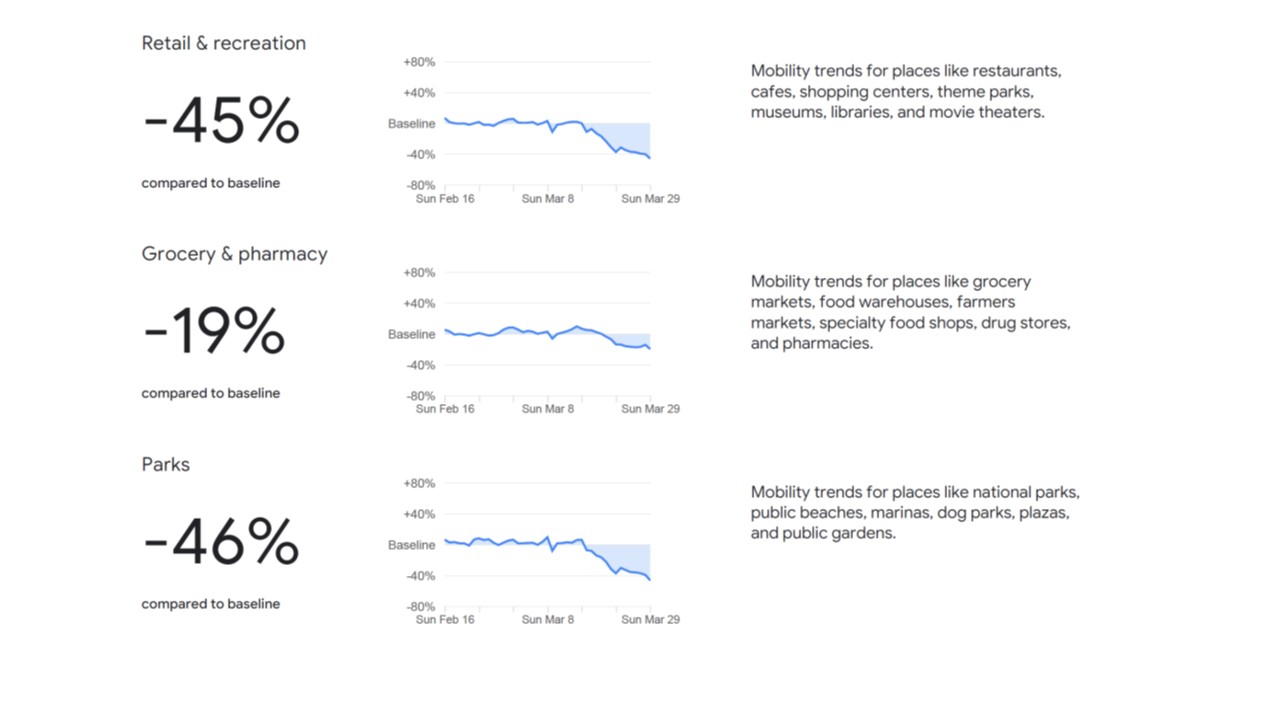 Retail & recreation
-45%
compared to baseline
+80%
+40%
Baseline
-40%
-80%
Sun Feb 16 Sun Mar 8 Sun Mar 29
Mobility trends for places like restaurants,
cafes, shopping centers, theme parks,
museums, libraries, and movie theaters.
Grocery & pharmacy
-19%
compared to baseline
+80%
+40%
Baseline
-40%
-80%
Sun Feb 16 Sun Mar 8 Sun Mar 29
Mobility trends for places like grocery
markets, food warehouses, farmers
markets, specialty food shops, drug stores,
and pharmacies.
Parks
-46%
compared to baseline
+80%
+40%
Baseline
-40%
-80%
Sun Feb 16 Sun Mar 8 Sun Mar 29
Mobility trends for places like national parks,
public beaches, marinas, dog parks, plazas,
and public gardens.